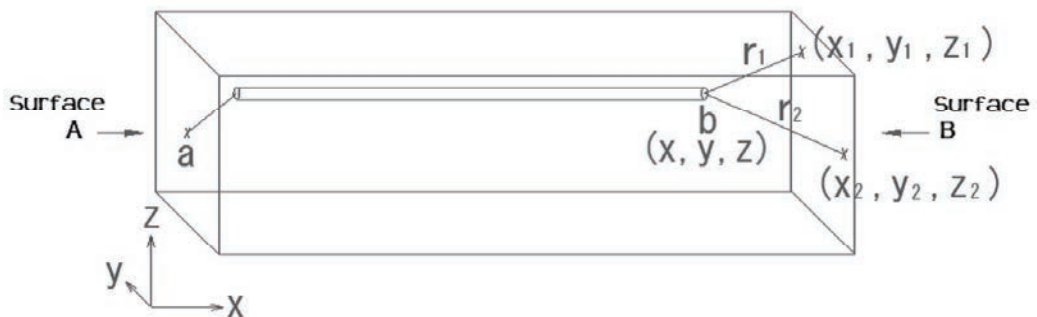 r₁
(x₁, y₁, z₁)
Surface
A
a
b
(x, y, z)
r₂
Surface
B
(x₂, y₂, z₂)
z
y
x